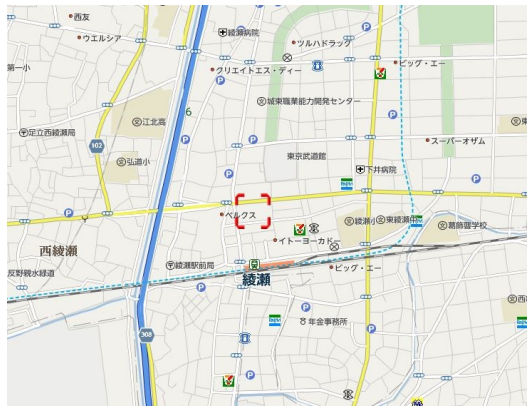 西友
ウエルシア
綾瀬病院
ツルハドラッグ
第一小
クリエイトエス・ディー
ビッグ・エー
城東職業能力開発センター
足立西綾瀬局
江北高
102
スーパーオザム
弘道小
東京武道館
下井病院
ベルクス
綾瀬小
東綾瀬中
葛飾聾学校
イトーヨーカドー
西綾瀬
綾瀬駅前局
ビッグ・エー
反野親水緑道
綾瀬
308
年金事務所